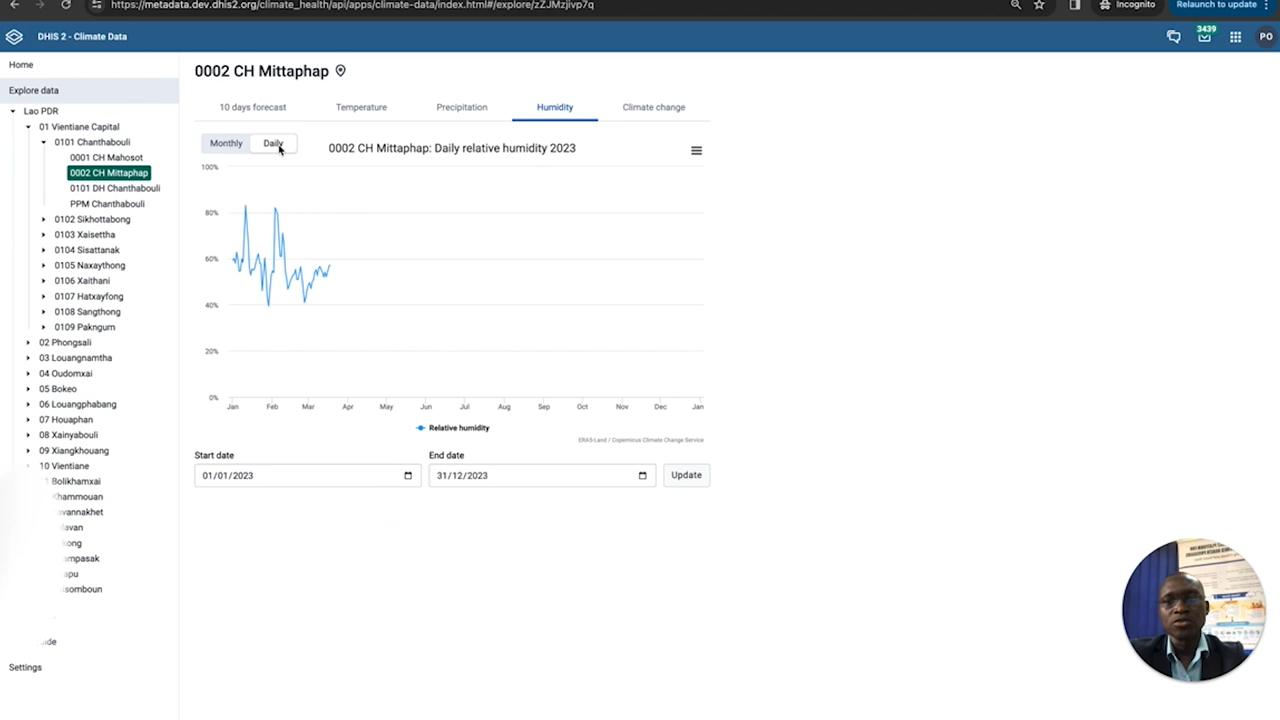 https://metadata.dev.dhis2.org/climate_health/api/apps/climate-data/index.html#/explore/zZJMzjivp7q
Incognito
Relaunch to update
DHIS 2 - Climate Data
3439
PO
Home
Explore data
Lao PDR
01 Vientiane Capital
0101 Chanthabouli
0001 CH Mahosot
0002 CH Mittaphap
0101 DH Chanthabouli
PPM Chanthabouli
0102 Sikhottabong
0103 Xaisettha
0104 Sisattanak
0105 Naxaythong
0106 Xaithani
0107 Hatxayfong
0108 Sangthong
0109 Pakngum
02 Phongsali
03 Louangnamtha
04 Oudomxai
05 Bokeo
06 Louangphabang
07 Houaphan
08 Xainyabouli
09 Xiangkhouang
10 Vientiane
Bolikhamxai
Settings
0002 CH Mittaphap
10 days forecast Temperature Precipitation Humidity Climate change
Monthly Daily
0002 CH Mittaphap: Daily relative humidity 2023
100%
80%
60%
40%
20%
0%
Jan Feb Mar Apr May Jun Jul Aug Sep Oct Nov Dec Jan
Relative humidity
ERA5-Land / Copernicus Climate Change Service
Start date End date
01/01/2023 31/12/2023 Update